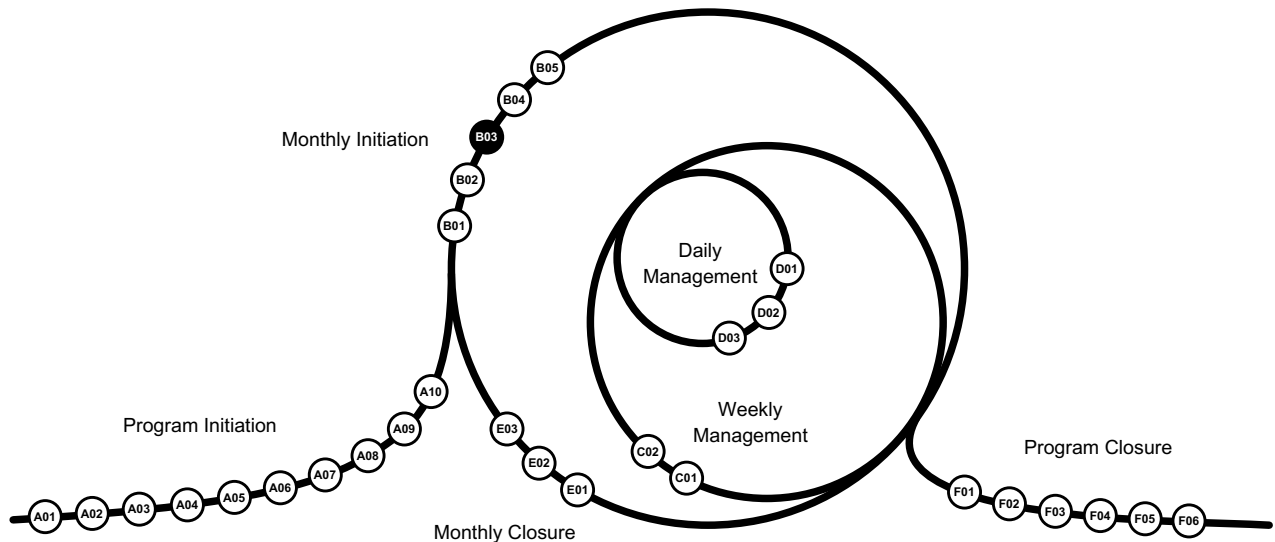 B05
B04
Monthly Initiation
B03
B02
B01
Daily
Management
D01
D02
D03
A10
Program Initiation
A09
A08
A07
A06
A05
A04
A03
A02
A01
E03
E02
E01
Monthly Closure
Weekly
Management
C02
C01
Program Closure
F01
F02
F03
F04
F05
F06